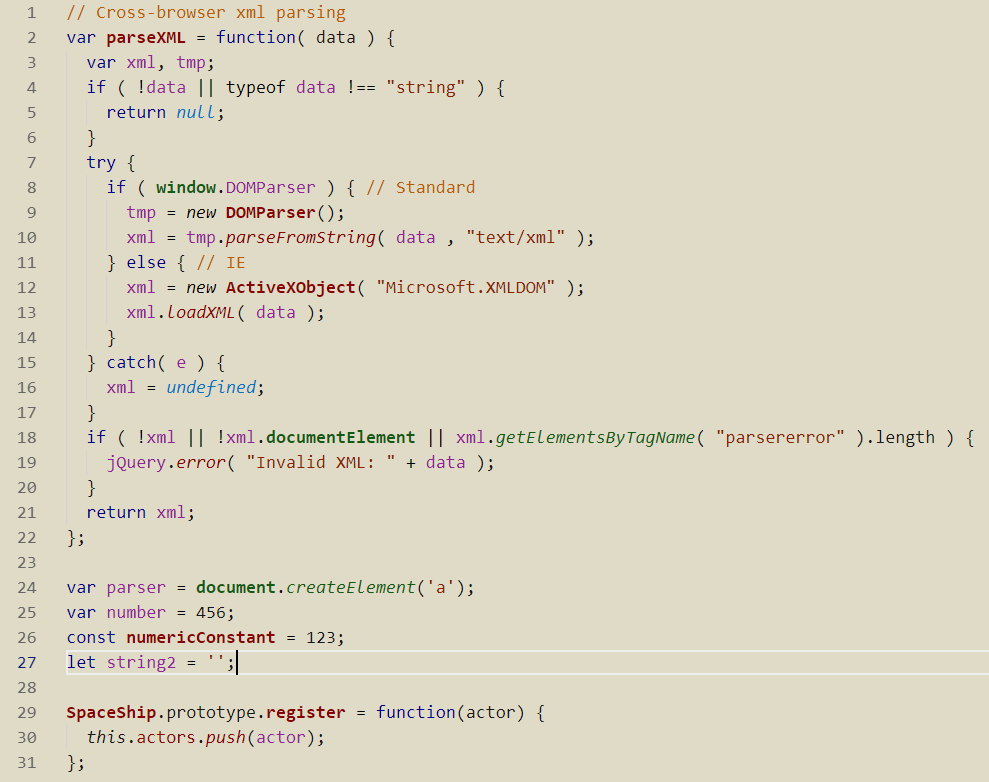 1 // Cross-browser xml parsing
2 var parseXML = function( data ) {
3   var xml, tmp;
4   if ( !data || typeof data !== "string" ) {
5     return null;
6   }
7   try {
8     if ( window.DOMParser ) { // Standard
9       tmp = new DOMParser();
10       xml = tmp.parseFromString( data , "text/xml" );
11     } else { // IE
12       xml = new ActiveXObject( "Microsoft.XMLDOM" );
13       xml.loadXML( data );
14     }
15   } catch( e ) {
16     xml = undefined;
17   }
18   if ( !xml || !xml.documentElement || xml.getElementsByTagName( "parsererror" ).length ) {
19     jQuery.error( "Invalid XML: " + data );
20   }
21   return xml;
22 };
23
24 var parser = document.createElement('a');
25 var number = 456;
26 const numericConstant = 123;
27 let string2 = '';
28
29 SpaceShip.prototype.register = function(actor) {
30   this.actors.push(actor);
31 };